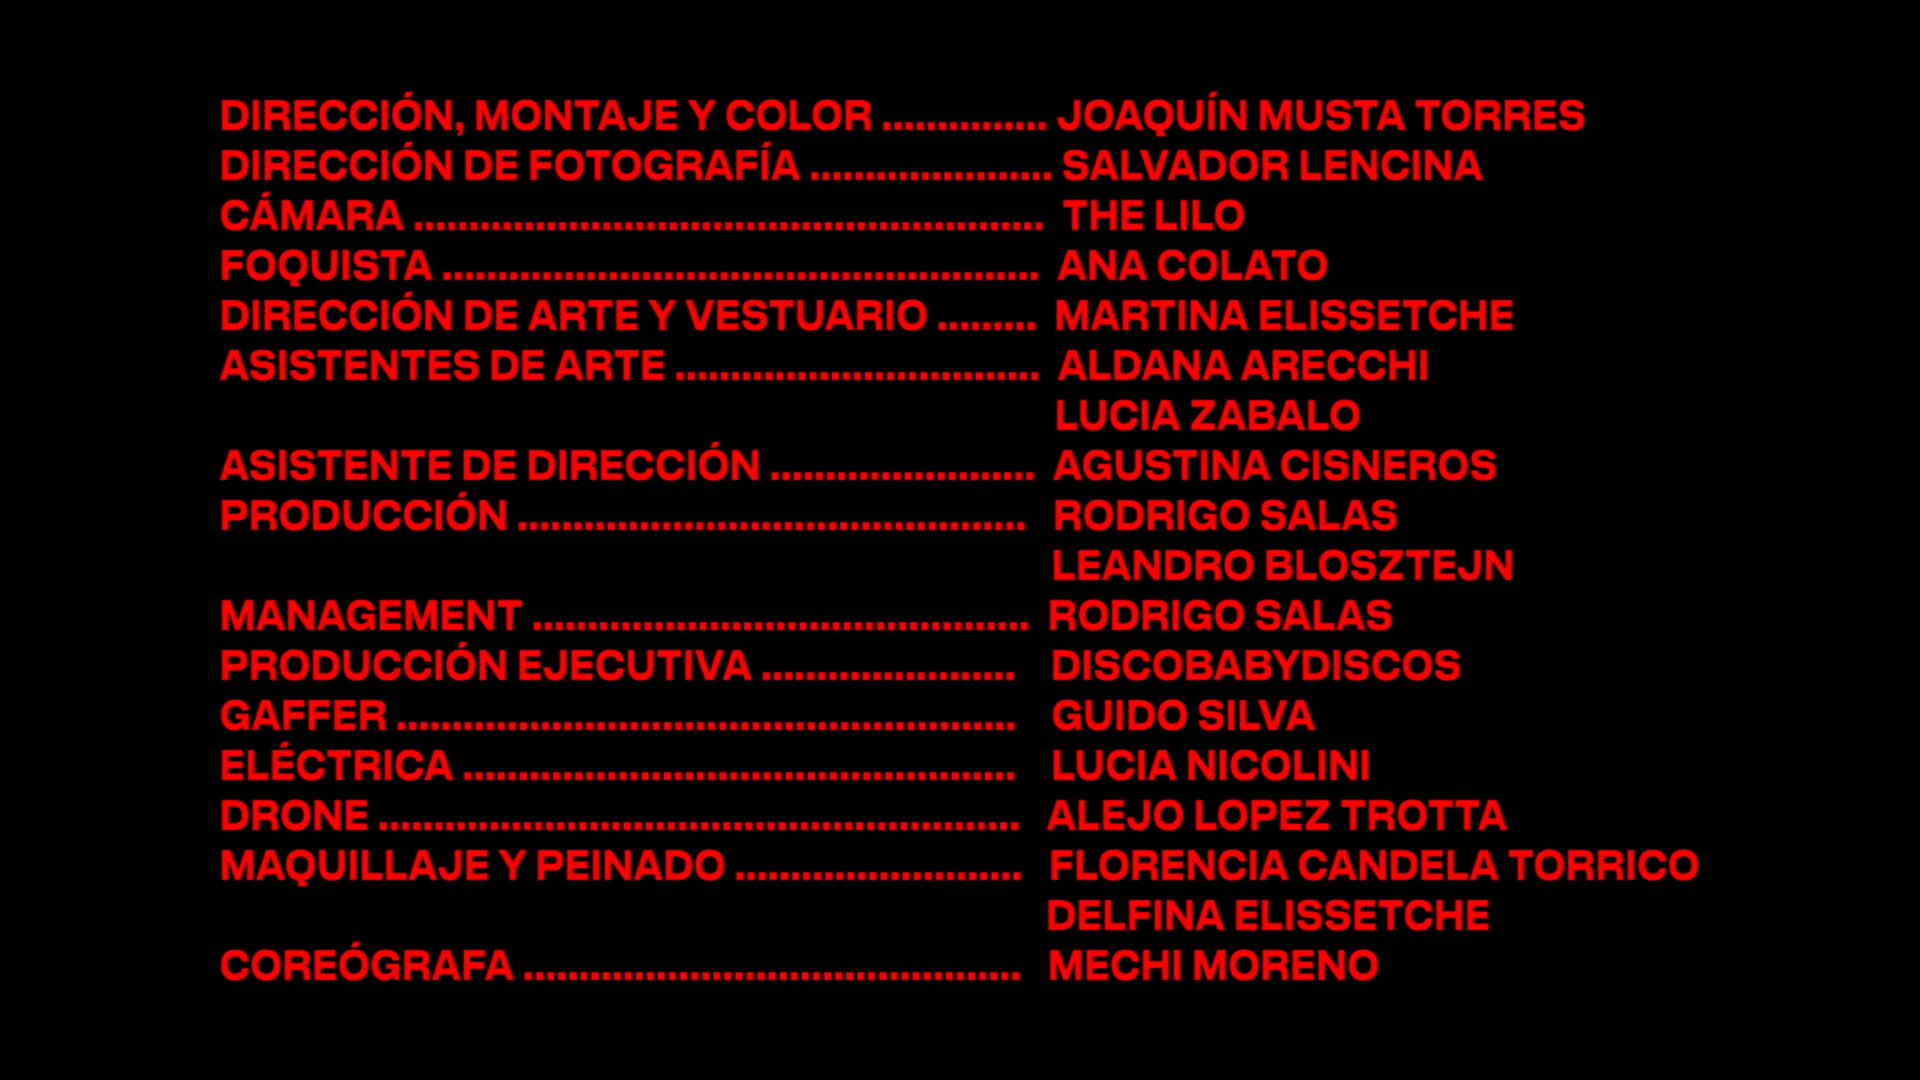 DIRECCIÓN, MONTAJE Y COLOR ............... JOAQUÍN MUSTA TORRES
DIRECCIÓN DE FOTOGRAFÍA ...................... SALVADOR LENCINA
CÁMARA ......................................................... THE LILO
FOQUISTA ...................................................... ANA COLATO
DIRECCIÓN DE ARTE Y VESTUARIO ......... MARTINA ELISSETCHE
ASISTENTES DE ARTE ................................. ALDANA ARECCHI
LUCIA ZABALO
ASISTENTE DE DIRECCIÓN ........................ AGUSTINA CISNEROS
PRODUCCIÓN .............................................. RODRIGO SALAS
LEANDRO BLOSZTEJN
MANAGEMENT ............................................. RODRIGO SALAS
PRODUCCIÓN EJECUTIVA ....................... DISCOBABYDISCOS
GAFFER ........................................................ GUIDO SILVA
ELÉCTRICA .................................................. LUCIA NICOLINI
DRONE .......................................................... ALEJO LOPEZ TROTTA
MAQUILLAJE Y PEINADO .......................... FLORENCIA CANDELA TORRICO
DELFINA ELISSETCHE
COREÓGRAFA ............................................. MECHI MORENO